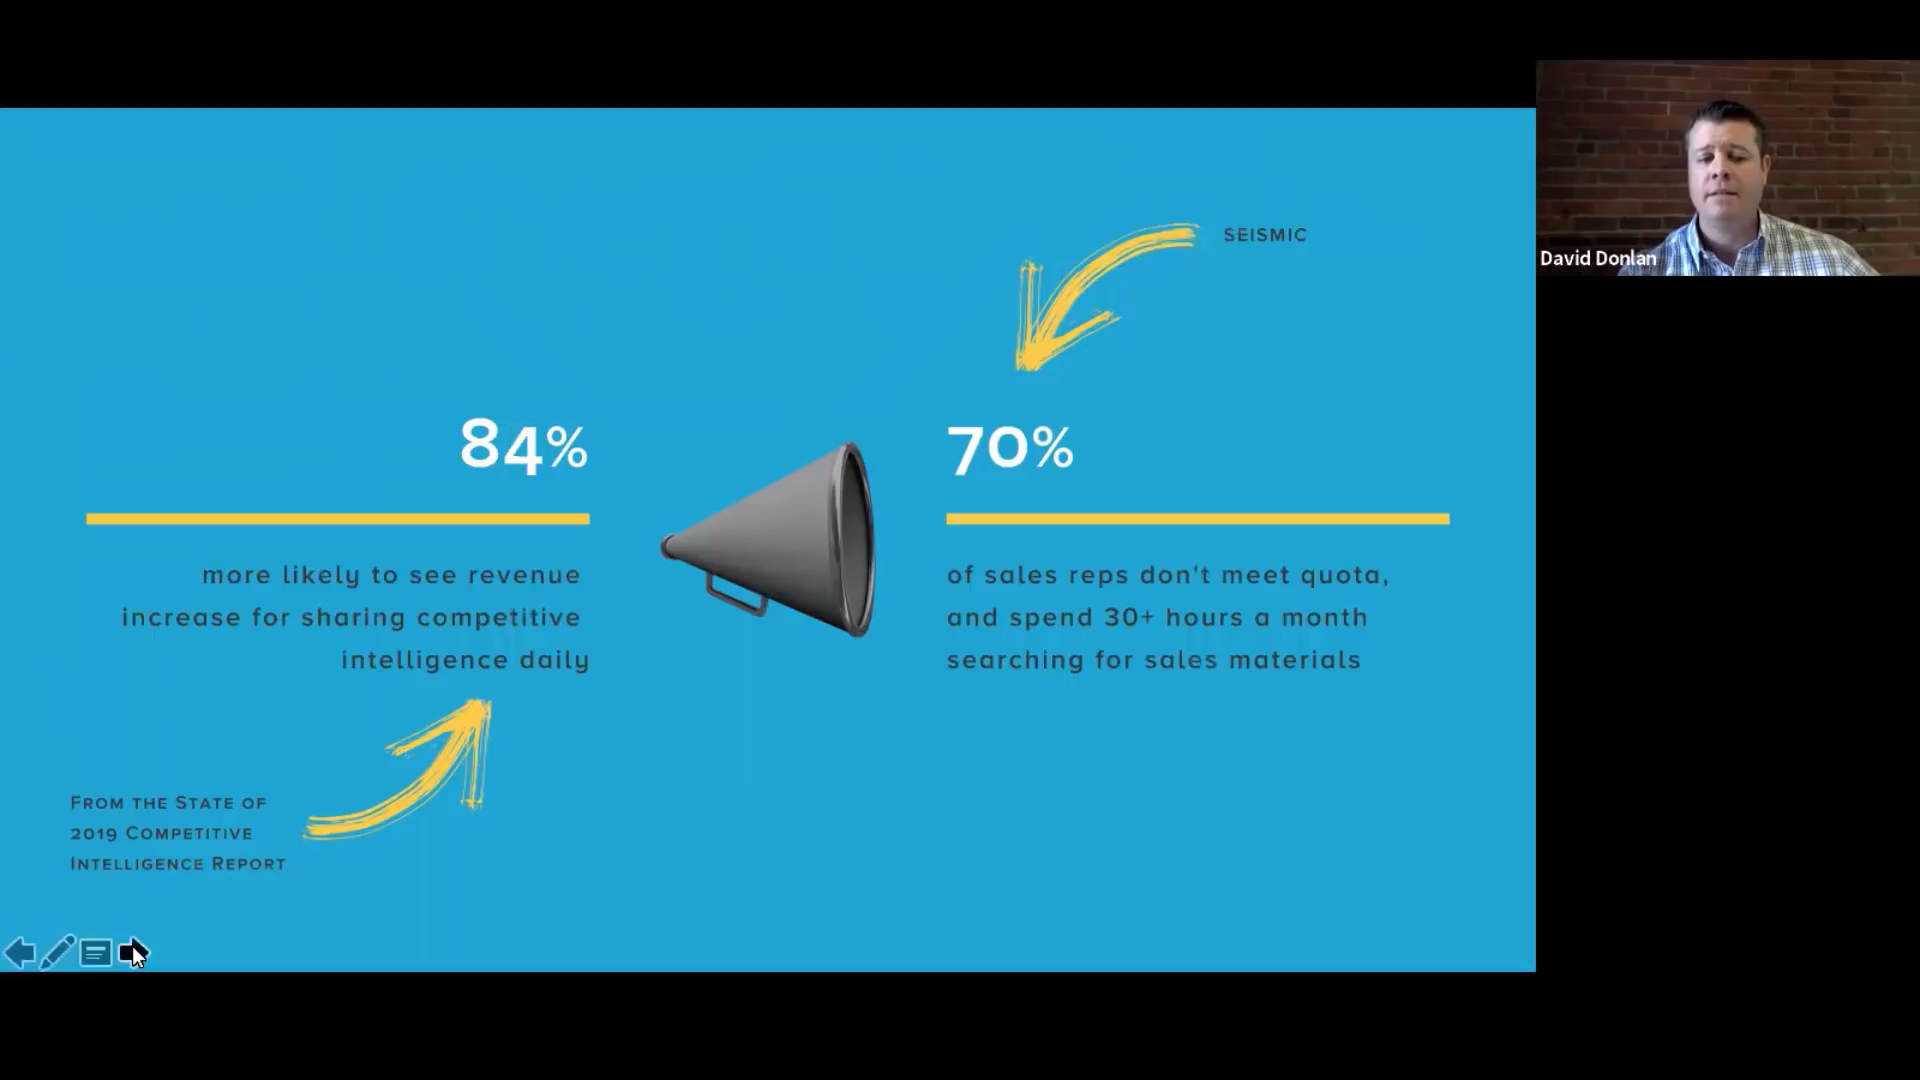 SEISMIC
84%
more likely to see revenue
increase for sharing competitive
intelligence daily
70%
of sales reps don't meet quota,
and spend 30+ hours a month
searching for sales materials
From the State of
2019 Competitive
Intelligence Report
David Donlan